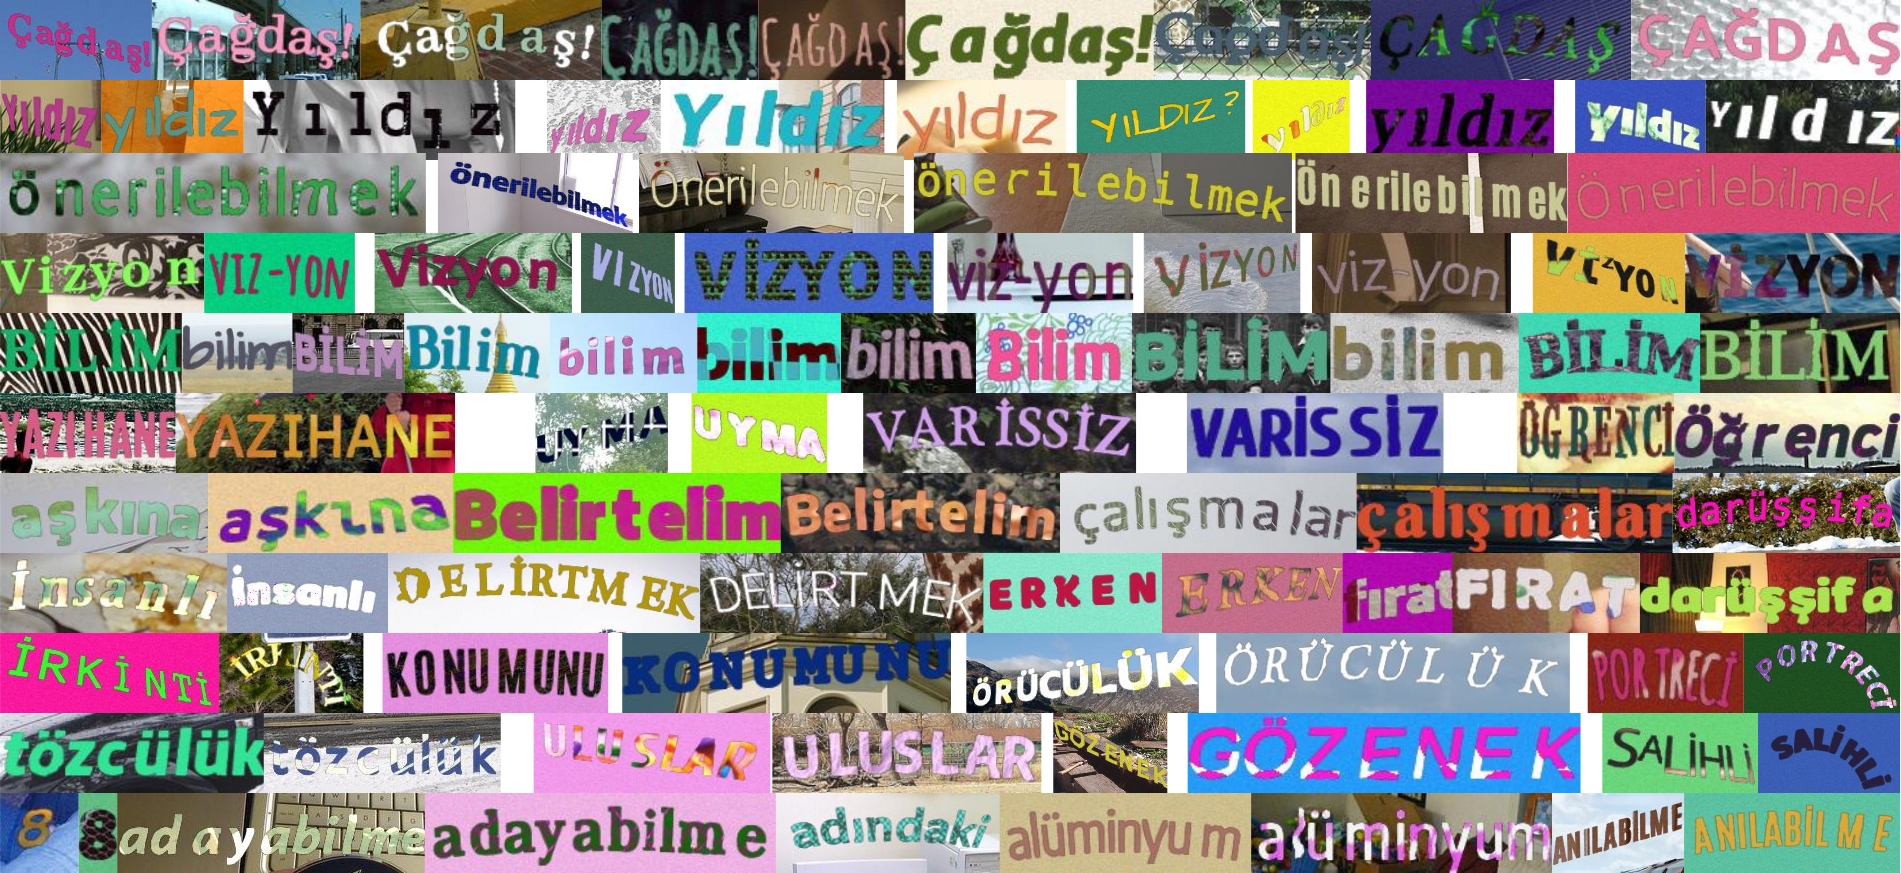 Çağdaş! Çağdaş! Çağdaş! ÇAĞDAŞ! ÇAĞDAŞ! Çağdaş! Çağdaş! ÇAĞDAŞ ÇAĞDAŞ
yıldız yıldız Yıldız yıldız Yıldız yıldız YILDIZ? yıldız yıldız yıldız yıldız
önerilebilmek önerilebilmek Önerilebilmek önerilebilmek Önerilebilmek Önerilebilmek
Vizyon VIZ-YON Vizyon VIZYON VİZYON viz-yon VİZYON viz-yon VİZYON VİZYON
BİLİM bilim BİLİM Bilim bilim bilim bilim Bilim BİLİM bilim BİLİM BİLİM
YAZIHANE YAZIHANE UYMA UYMA VARİSSİZ VARİSSİZ ÖĞRENCİ Öğrenci
aşkına aşkına Belirtelim Belirtelim çalışmalar çalışmalar darüşşifa
İnsanlı İnsanlı DELİRTMEK DELİRTMEK ERKEN ERKEN fırat FIRAT darüşşifa
İRKİNTİ İRKİNTİ KONUMUNU KONUMUNU ÖRÜCÜLÜK ÖRÜCÜLÜK PORTRECİ PORTRECİ
tözcülük tözcülük ULUSLAR ULUSLAR GÖZENEK GÖZENEK SALİHLİ SALİHLİ
8 8 adayabilme adayabilme adındaki alüminyum alüminyum ANILABİLME ANILABİLME